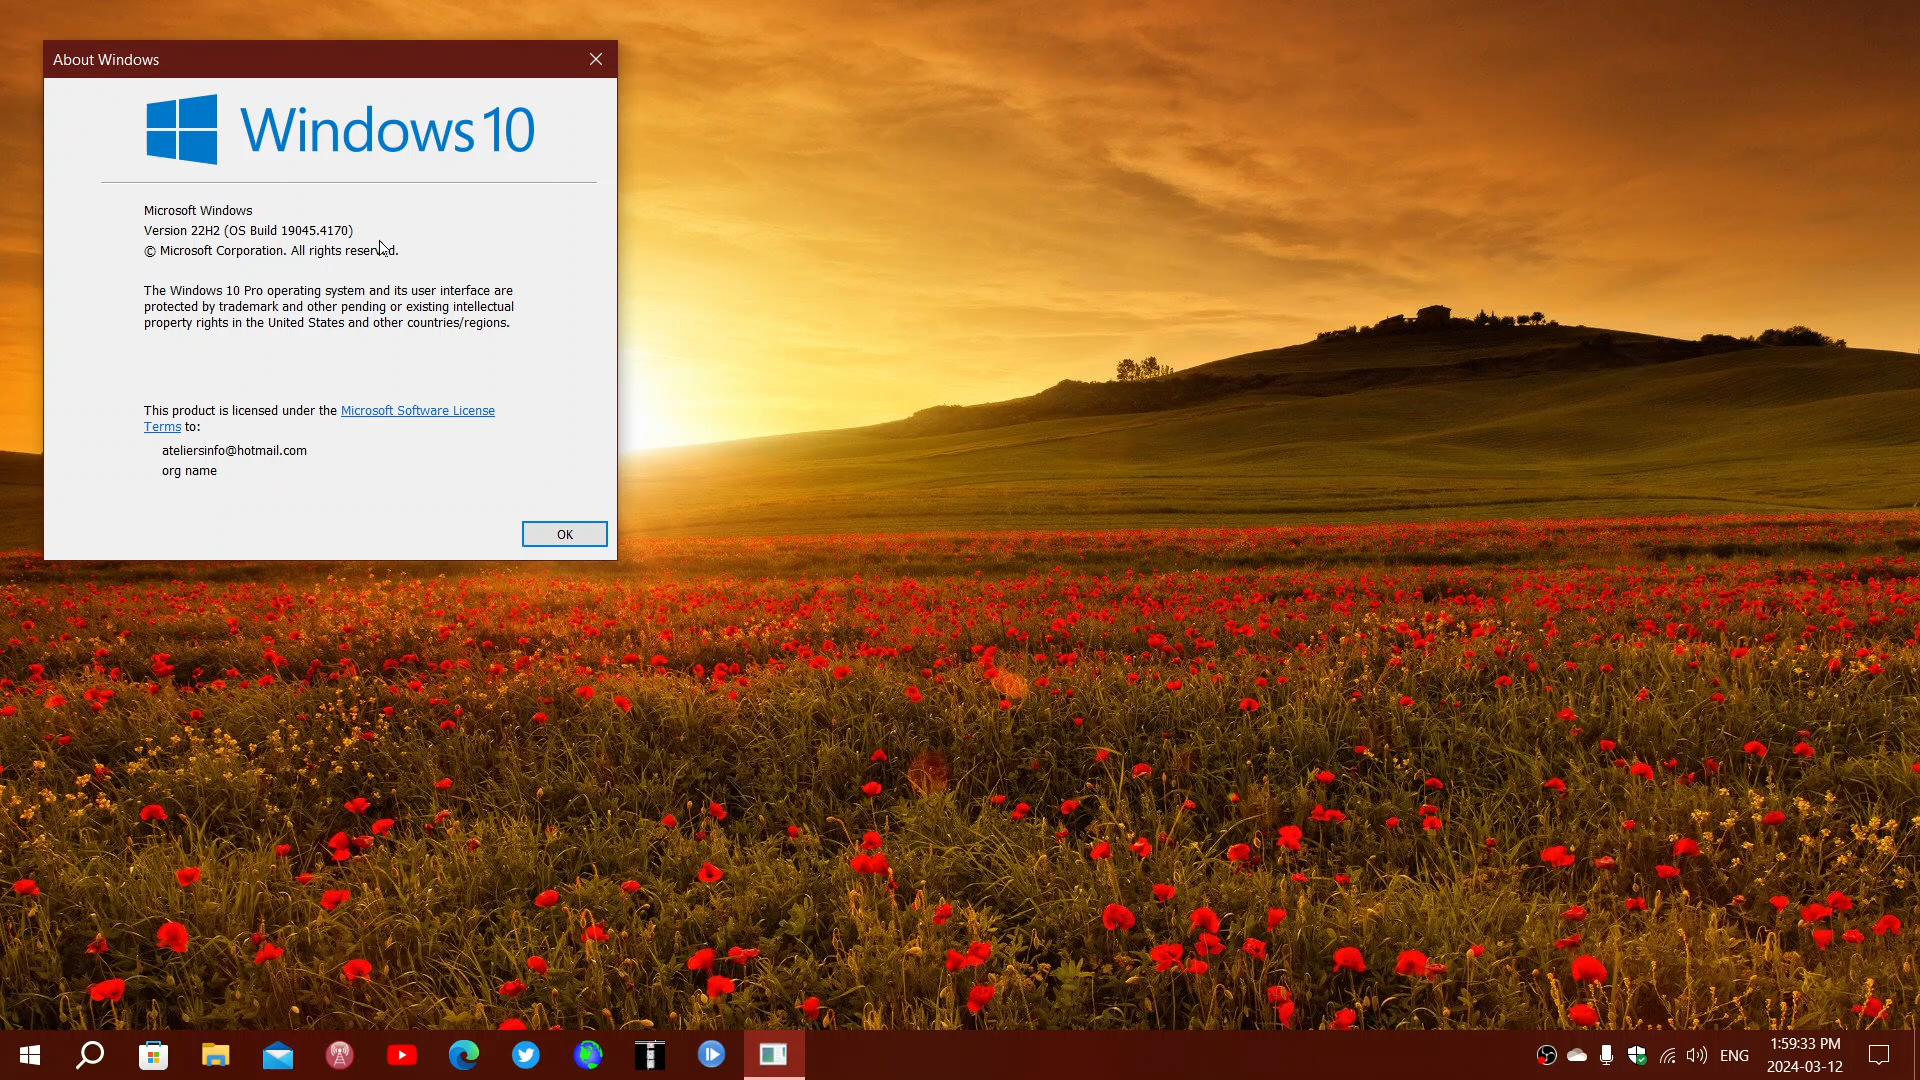 About Windows
Windows 10
Microsoft Windows
Version 22H2 (OS Build 19045.4170)
© Microsoft Corporation. All rights reserved.
The Windows 10 Pro operating system and its user interface are
protected by trademark and other pending or existing intellectual
property rights in the United States and other countries/regions.
This product is licensed under the Microsoft Software License
Terms to:
ateliersinfo@hotmail.com
org name
OK
ENG
1:59:33 PM
2024-03-12